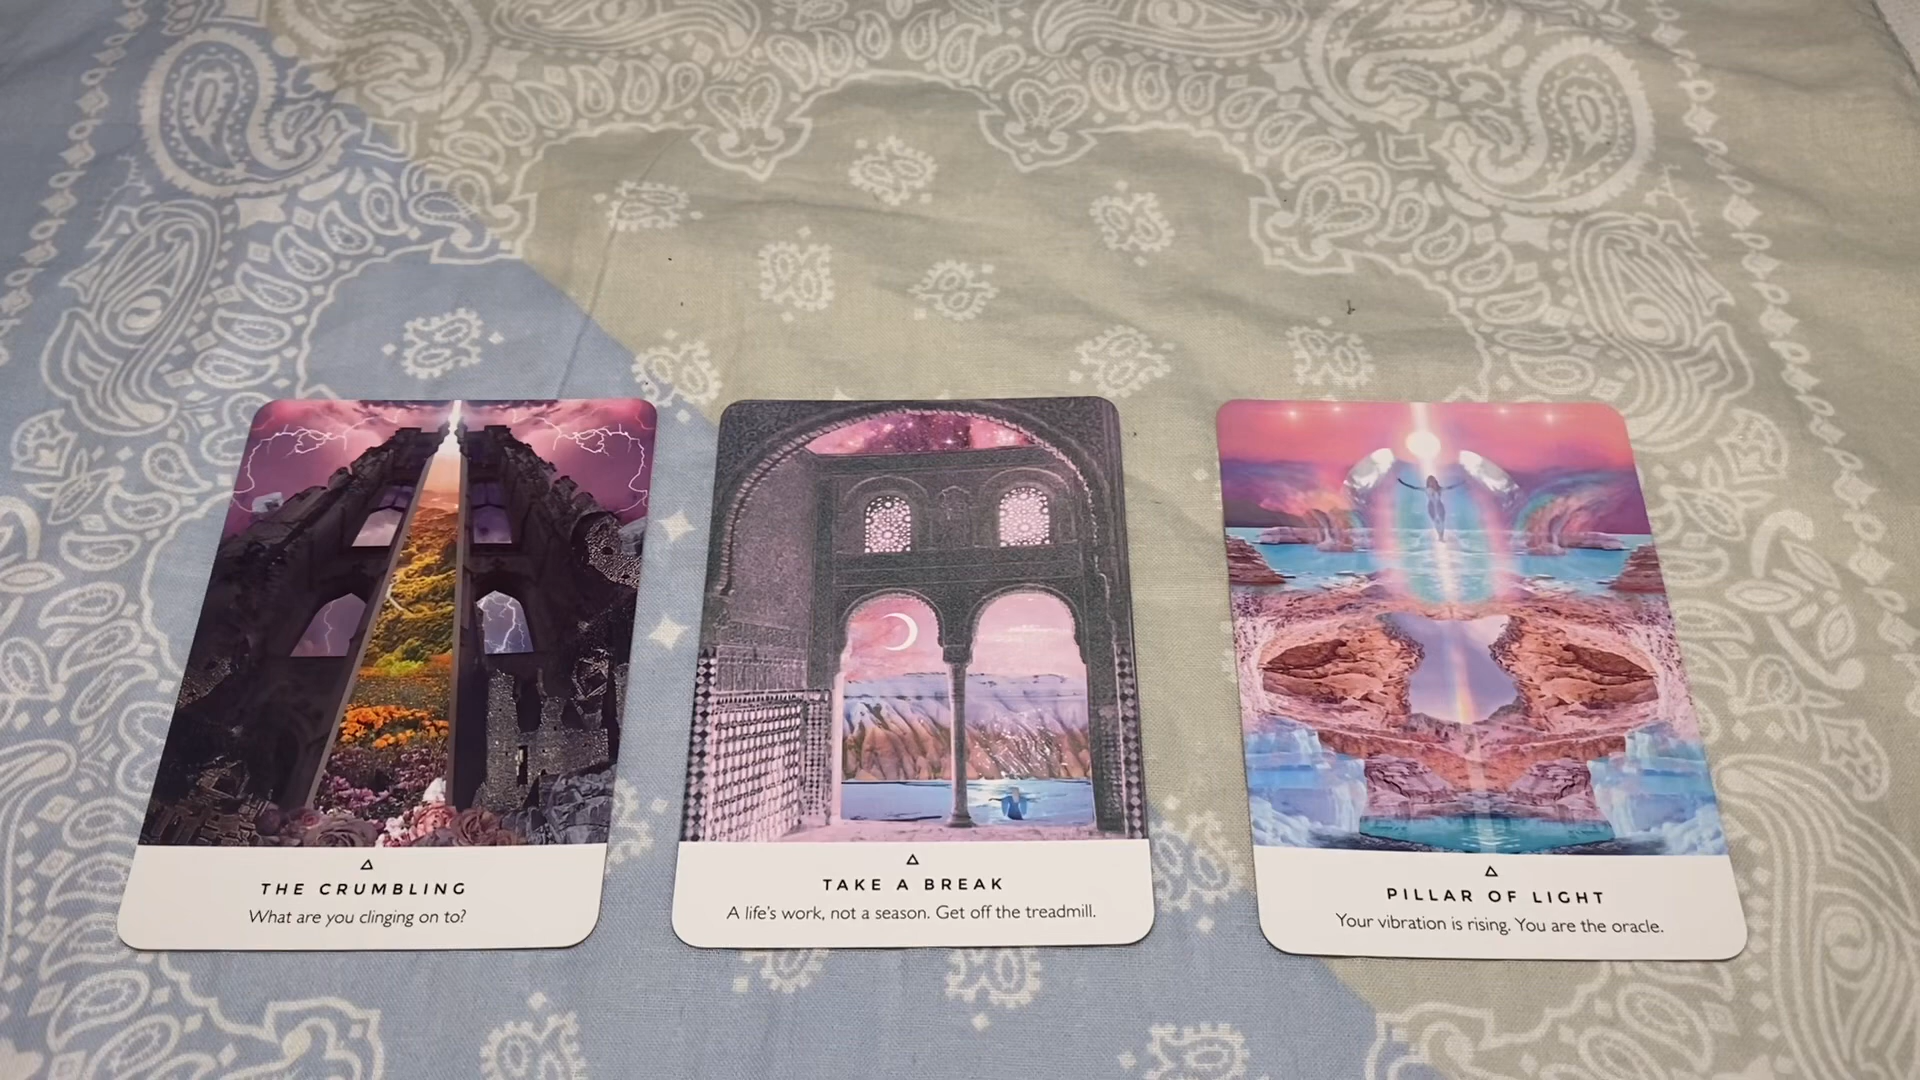 THE CRUMBLING
What are you clinging on to?
TAKE A BREAK
A life's work, not a season. Get off the treadmill.
PILLAR OF LIGHT
Your vibration is rising. You are the oracle.